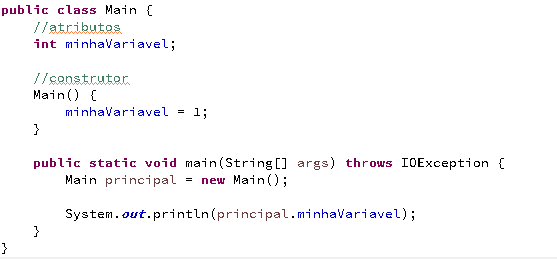 public class Main {
    //atributos
    int minhaVariavel;

    //construtor
    Main() {
        minhaVariavel = 1;
    }

    public static void main(String[] args) throws IOException {
        Main principal = new Main();

        System.out.println(principal.minhaVariavel);
    }
}